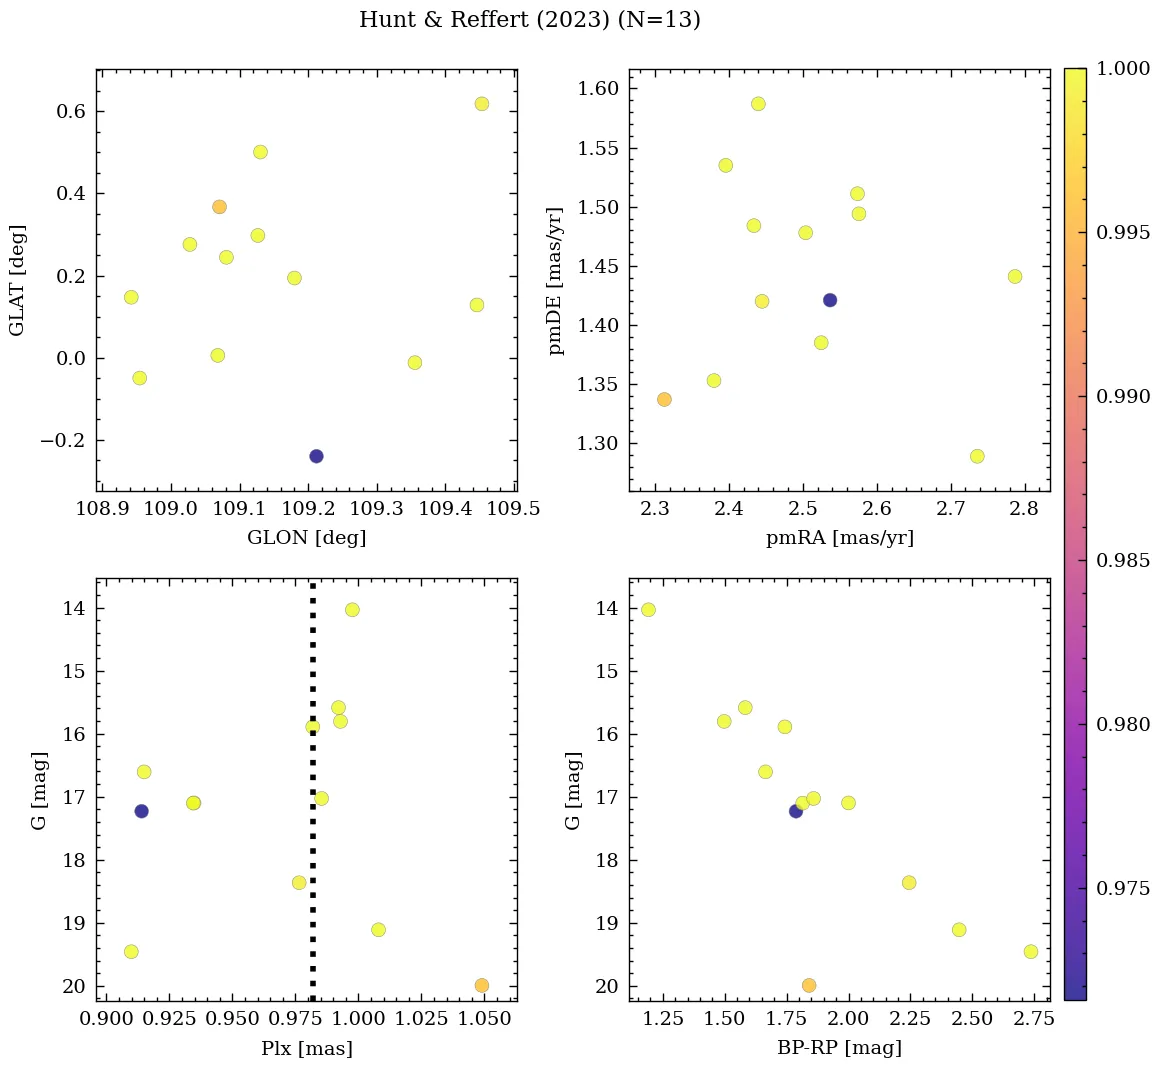 Hunt & Reffert (2023) (N=13)
0.6
0.4
0.2
0.0
−0.2
GLAT [deg]
108.9 109.0 109.1 109.2 109.3 109.4 109.5
GLON [deg]
1.60
1.55
1.50
1.45
1.40
1.35
1.30
pmDE [mas/yr]
2.3 2.4 2.5 2.6 2.7 2.8
pmRA [mas/yr]
14
15
16
17
18
19
20
G [mag]
0.900 0.925 0.950 0.975 1.000 1.025 1.050
Plx [mas]
14
15
16
17
18
19
20
G [mag]
1.25 1.50 1.75 2.00 2.25 2.50 2.75
BP-RP [mag]
1.000
0.995
0.990
0.985
0.980
0.975